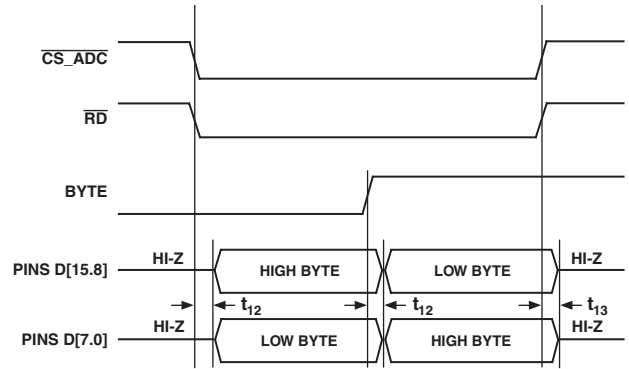 CS_ADC
RD
BYTE
PINS D[15.8] HI-Z HIGH BYTE LOW BYTE HI-Z
t12 t12 t13
PINS D[7.0] HI-Z LOW BYTE HIGH BYTE HI-Z